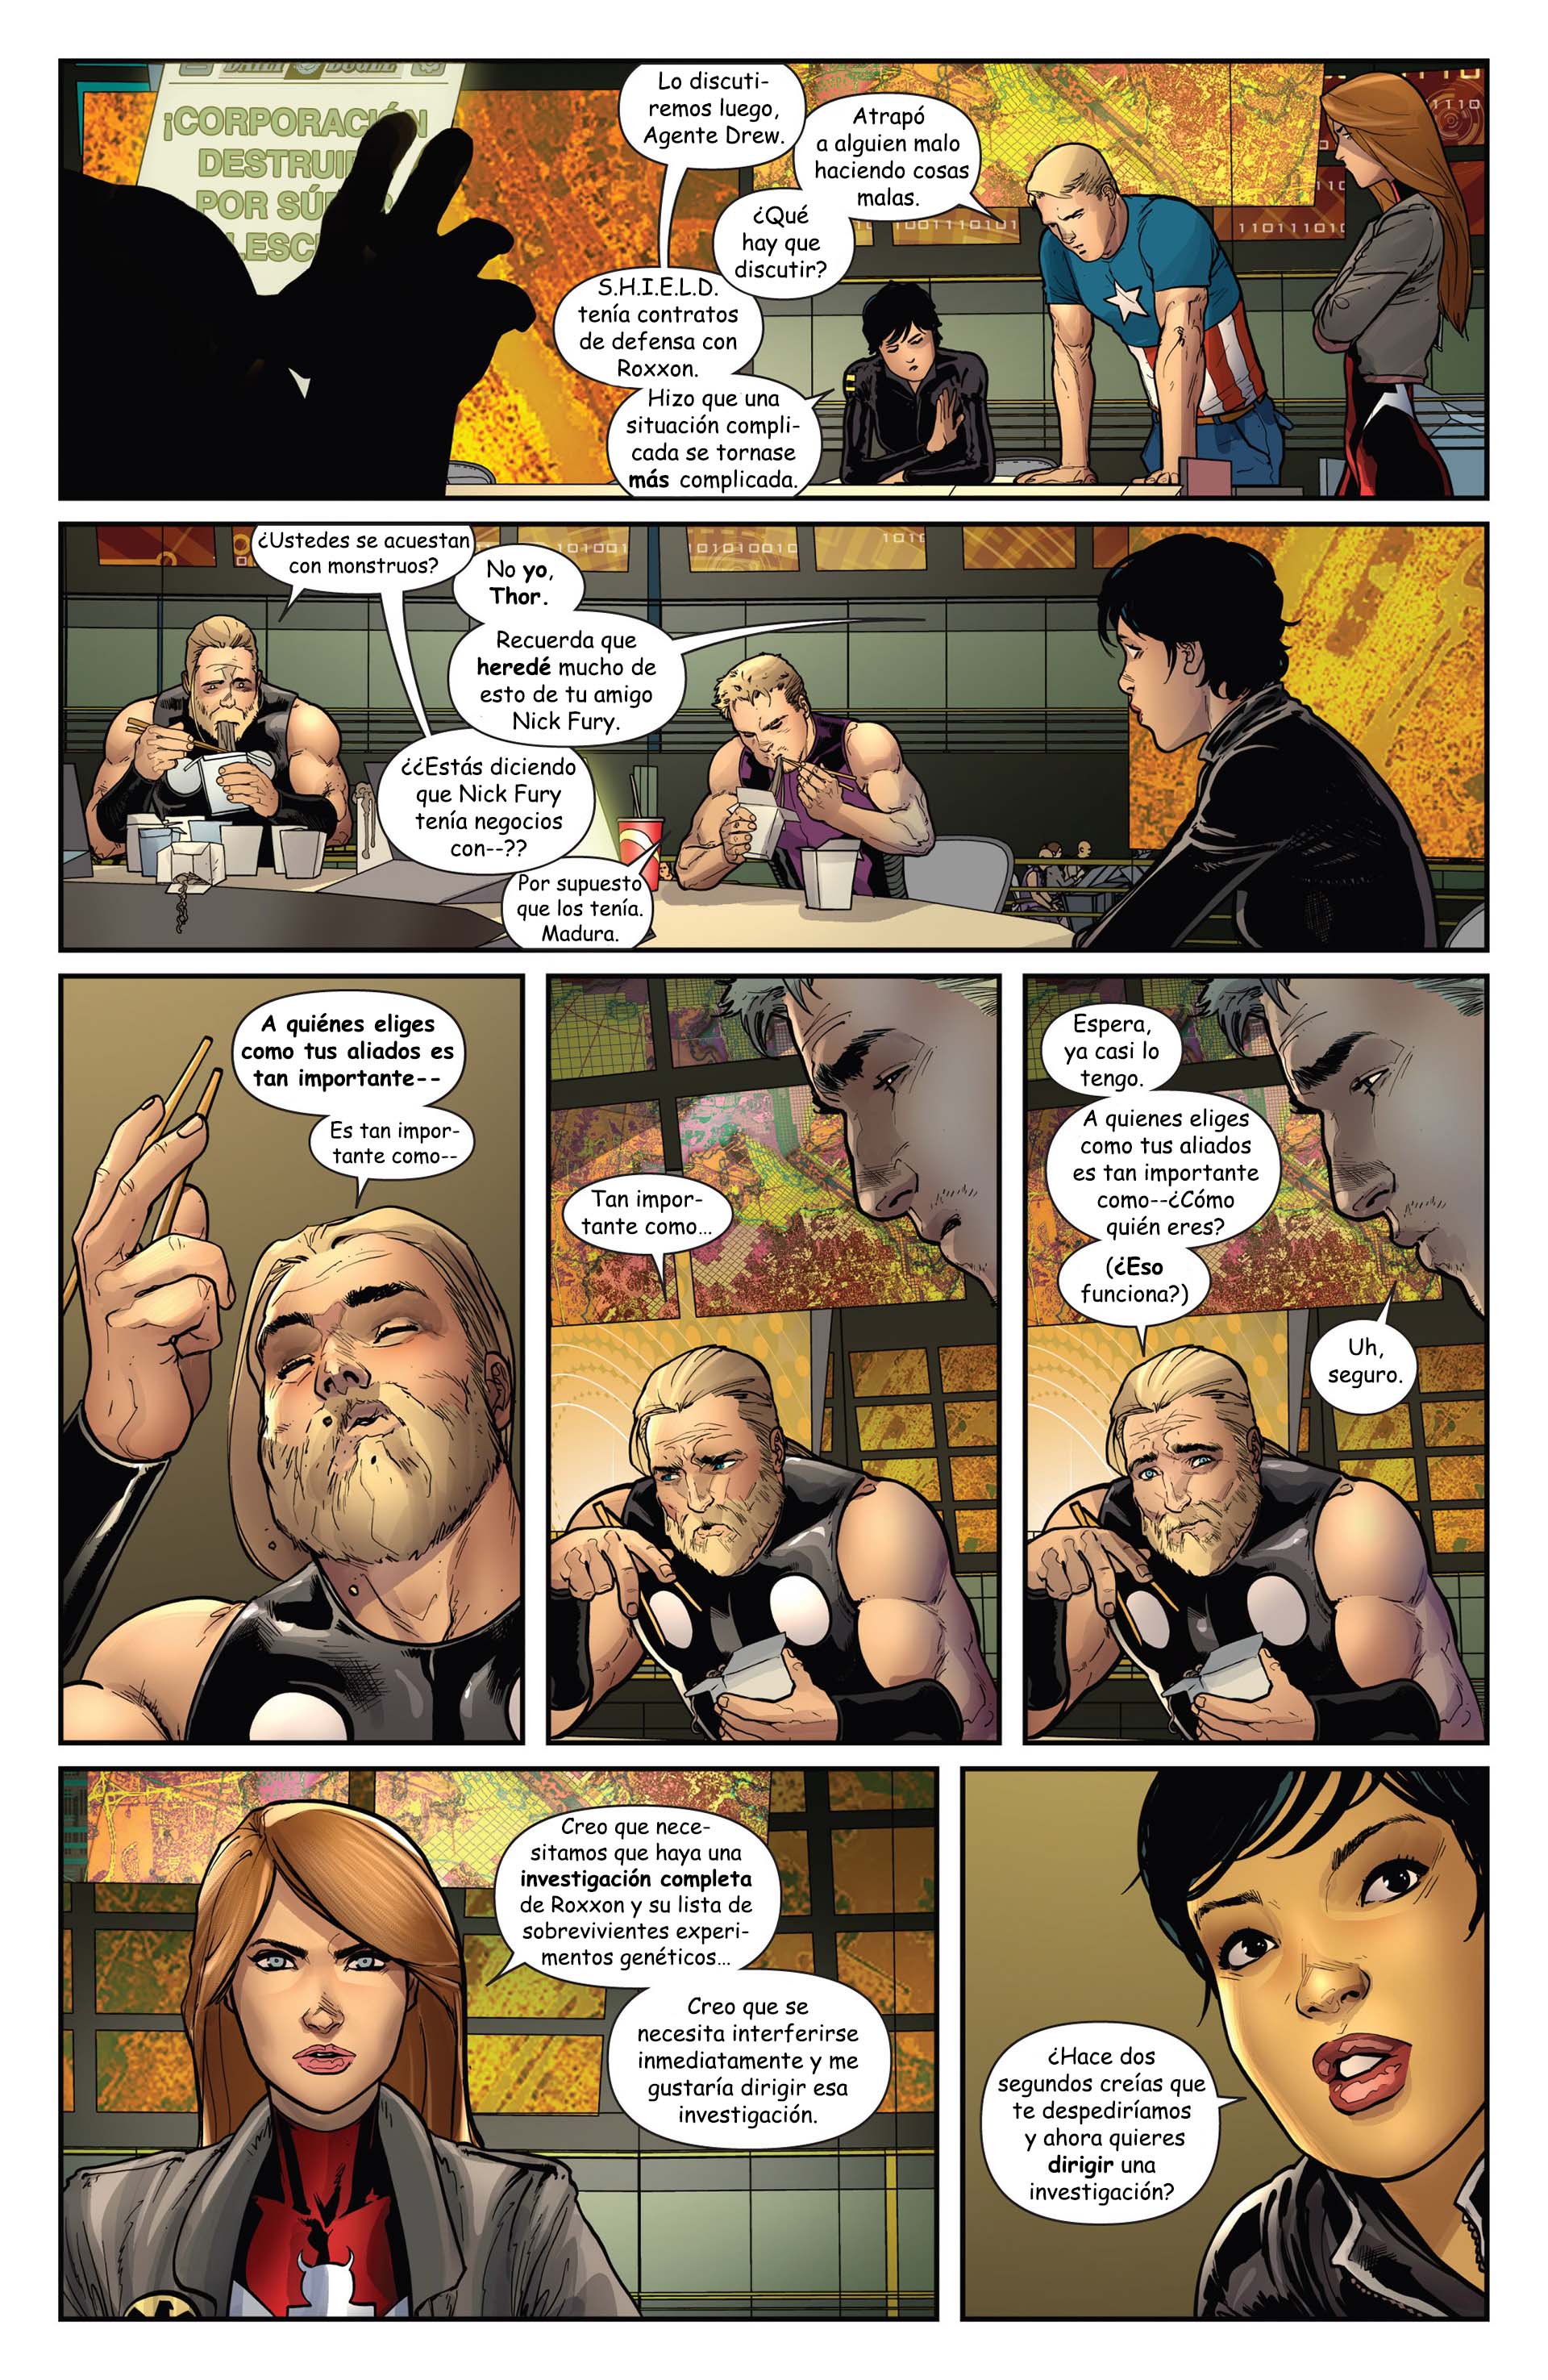 DAILY BUGLE
¡CORPORACIÓN
POR
Lo discuti-
remos luego,
Agente Drew.
Atrapó
a alguien malo
haciendo cosas
malas.
¿Qué
hay que
discutir?
S.H.I.E.L.D.
tenía contratos
de defensa con
Roxxon.
Hizo que una
situación compli-
cada se tornase
más complicada.
¿Ustedes se acuestan
con monstruos?
No yo,
Thor.
Recuerda que
heredé mucho de
esto de tu amigo
Nick Fury.
¿¿Estás diciendo
que Nick Fury
tenía negocios
con--??
Por supuesto
que los tenía.
Madura.
A quiénes eliges
como tus aliados es
tan importante--
Es tan impor-
tante como--
Tan impor-
tante como...
Espera,
ya casi lo
tengo.
A quienes eliges
como tus aliados
es tan importante
como--¿Cómo
quién eres?
(¿Eso
funciona?)
Uh,
seguro.
Creo que nece-
sitamos que haya una
investigación completa
de Roxxon y su lista de
sobrevivientes experi-
mentos genéticos...
Creo que se
necesita interferirse
inmediatamente y me
gustaría dirigir esa
investigación.
¿Hace dos
segundos creías que
te despediríamos
y ahora quieres
dirigir una
investigación?